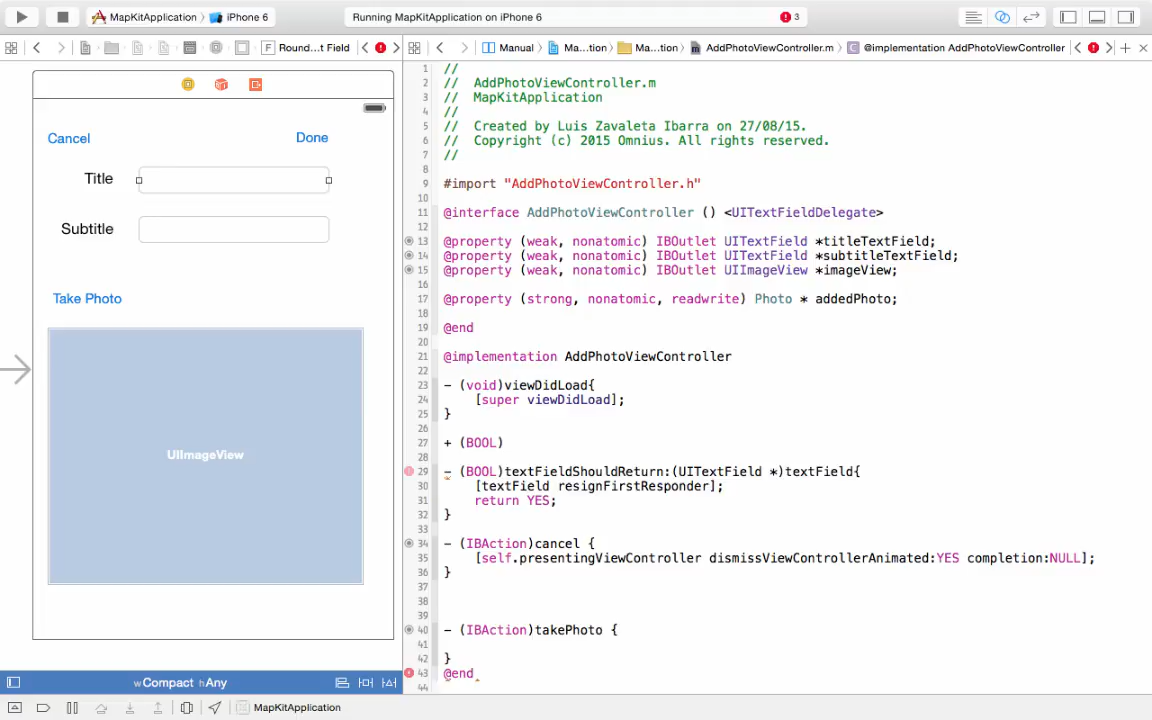 MapKitApplication
iPhone 6
Running MapKitApplication on iPhone 6
3
Round...t Field
Manual
Ma...tion
Ma...tion
AddPhotoViewController.m
@implementation AddPhotoViewController
Cancel
Done
Title
Subtitle
Take Photo
UIImageView
wCompact hAny
1 //
2 // AddPhotoViewController.m
3 // MapKitApplication
4 //
5 // Created by Luis Zavaleta Ibarra on 27/08/15.
6 // Copyright (c) 2015 Omnius. All rights reserved.
7 //
8
9 #import "AddPhotoViewController.h"
10
11 @interface AddPhotoViewController () <UITextFieldDelegate>
12
13 @property (weak, nonatomic) IBOutlet UITextField *titleTextField;
14 @property (weak, nonatomic) IBOutlet UITextField *subtitleTextField;
15 @property (weak, nonatomic) IBOutlet UIImageView *imageView;
16
17 @property (strong, nonatomic, readwrite) Photo * addedPhoto;
18
19 @end
20
21 @implementation AddPhotoViewController
22
23 - (void)viewDidLoad{
24 [super viewDidLoad];
25 }
26
27 + (BOOL)
28
29 - (BOOL)textFieldShouldReturn:(UITextField *)textField{
30 [textField resignFirstResponder];
31 return YES;
32 }
33
34 - (IBAction)cancel {
35 [self.presentingViewController dismissViewControllerAnimated:YES completion:NULL];
36 }
37
38
39
40 - (IBAction)takePhoto {
41
42 }
43 @end
44
MapKitApplication